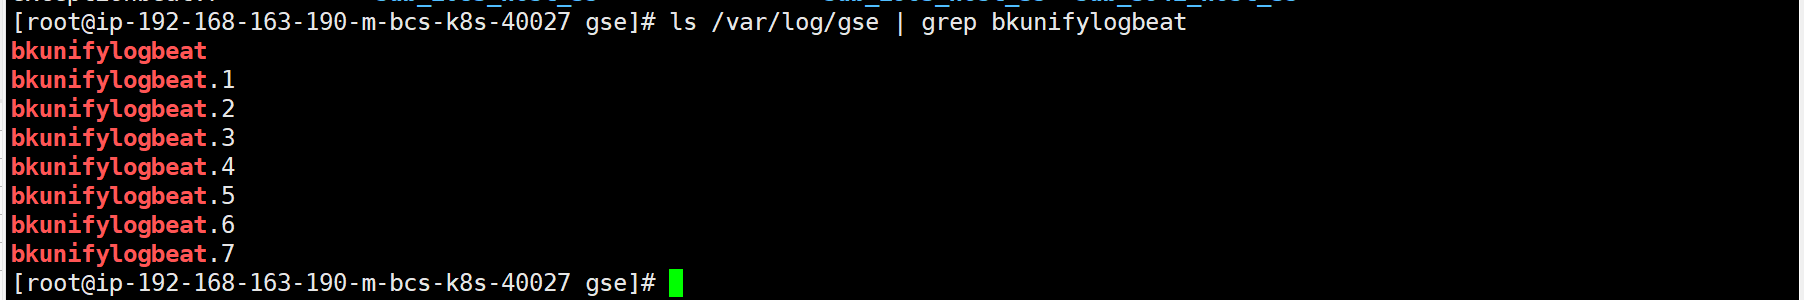 [root@ip-192-168-163-190-m-bcs-k8s-40027 gse]# ls /var/log/gse | grep bkunifylogbeat
bkunifylogbeat
bkunifylogbeat.1
bkunifylogbeat.2
bkunifylogbeat.3
bkunifylogbeat.4
bkunifylogbeat.5
bkunifylogbeat.6
bkunifylogbeat.7
[root@ip-192-168-163-190-m-bcs-k8s-40027 gse]#